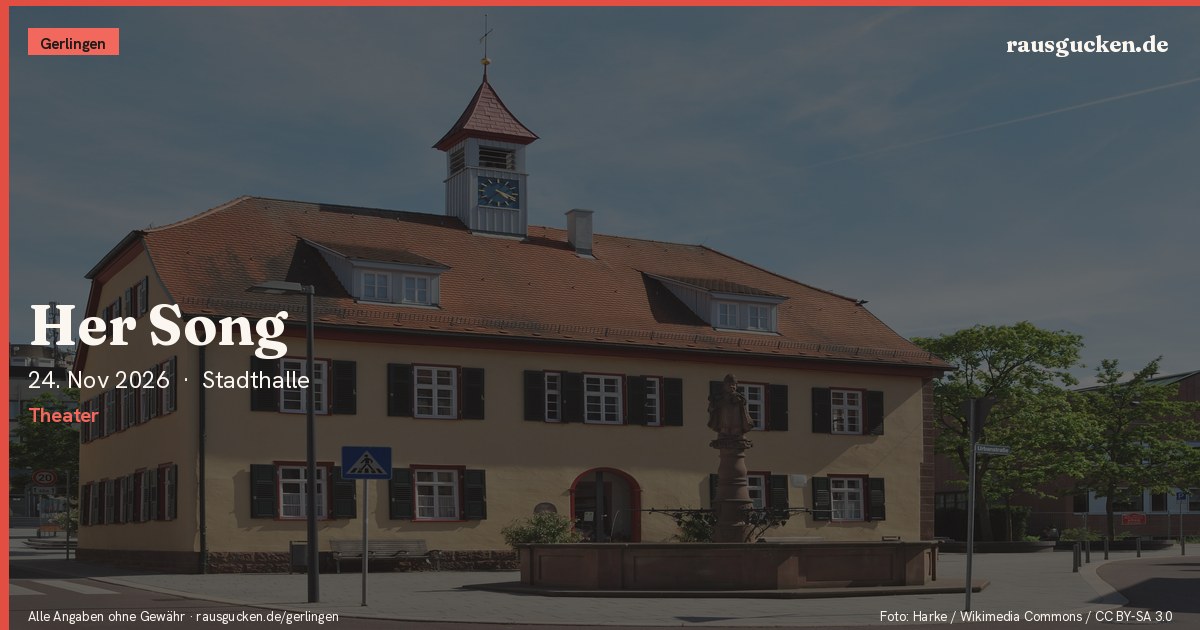 Gerlingen
rausgucken.de
Her Song
24. Nov 2026 · Stadthalle
Theater
20
Alle Angaben ohne Gewähr · rausgucken.de/gerlingen
Foto: Harke / Wikimedia Commons / CC BY-SA 3.0